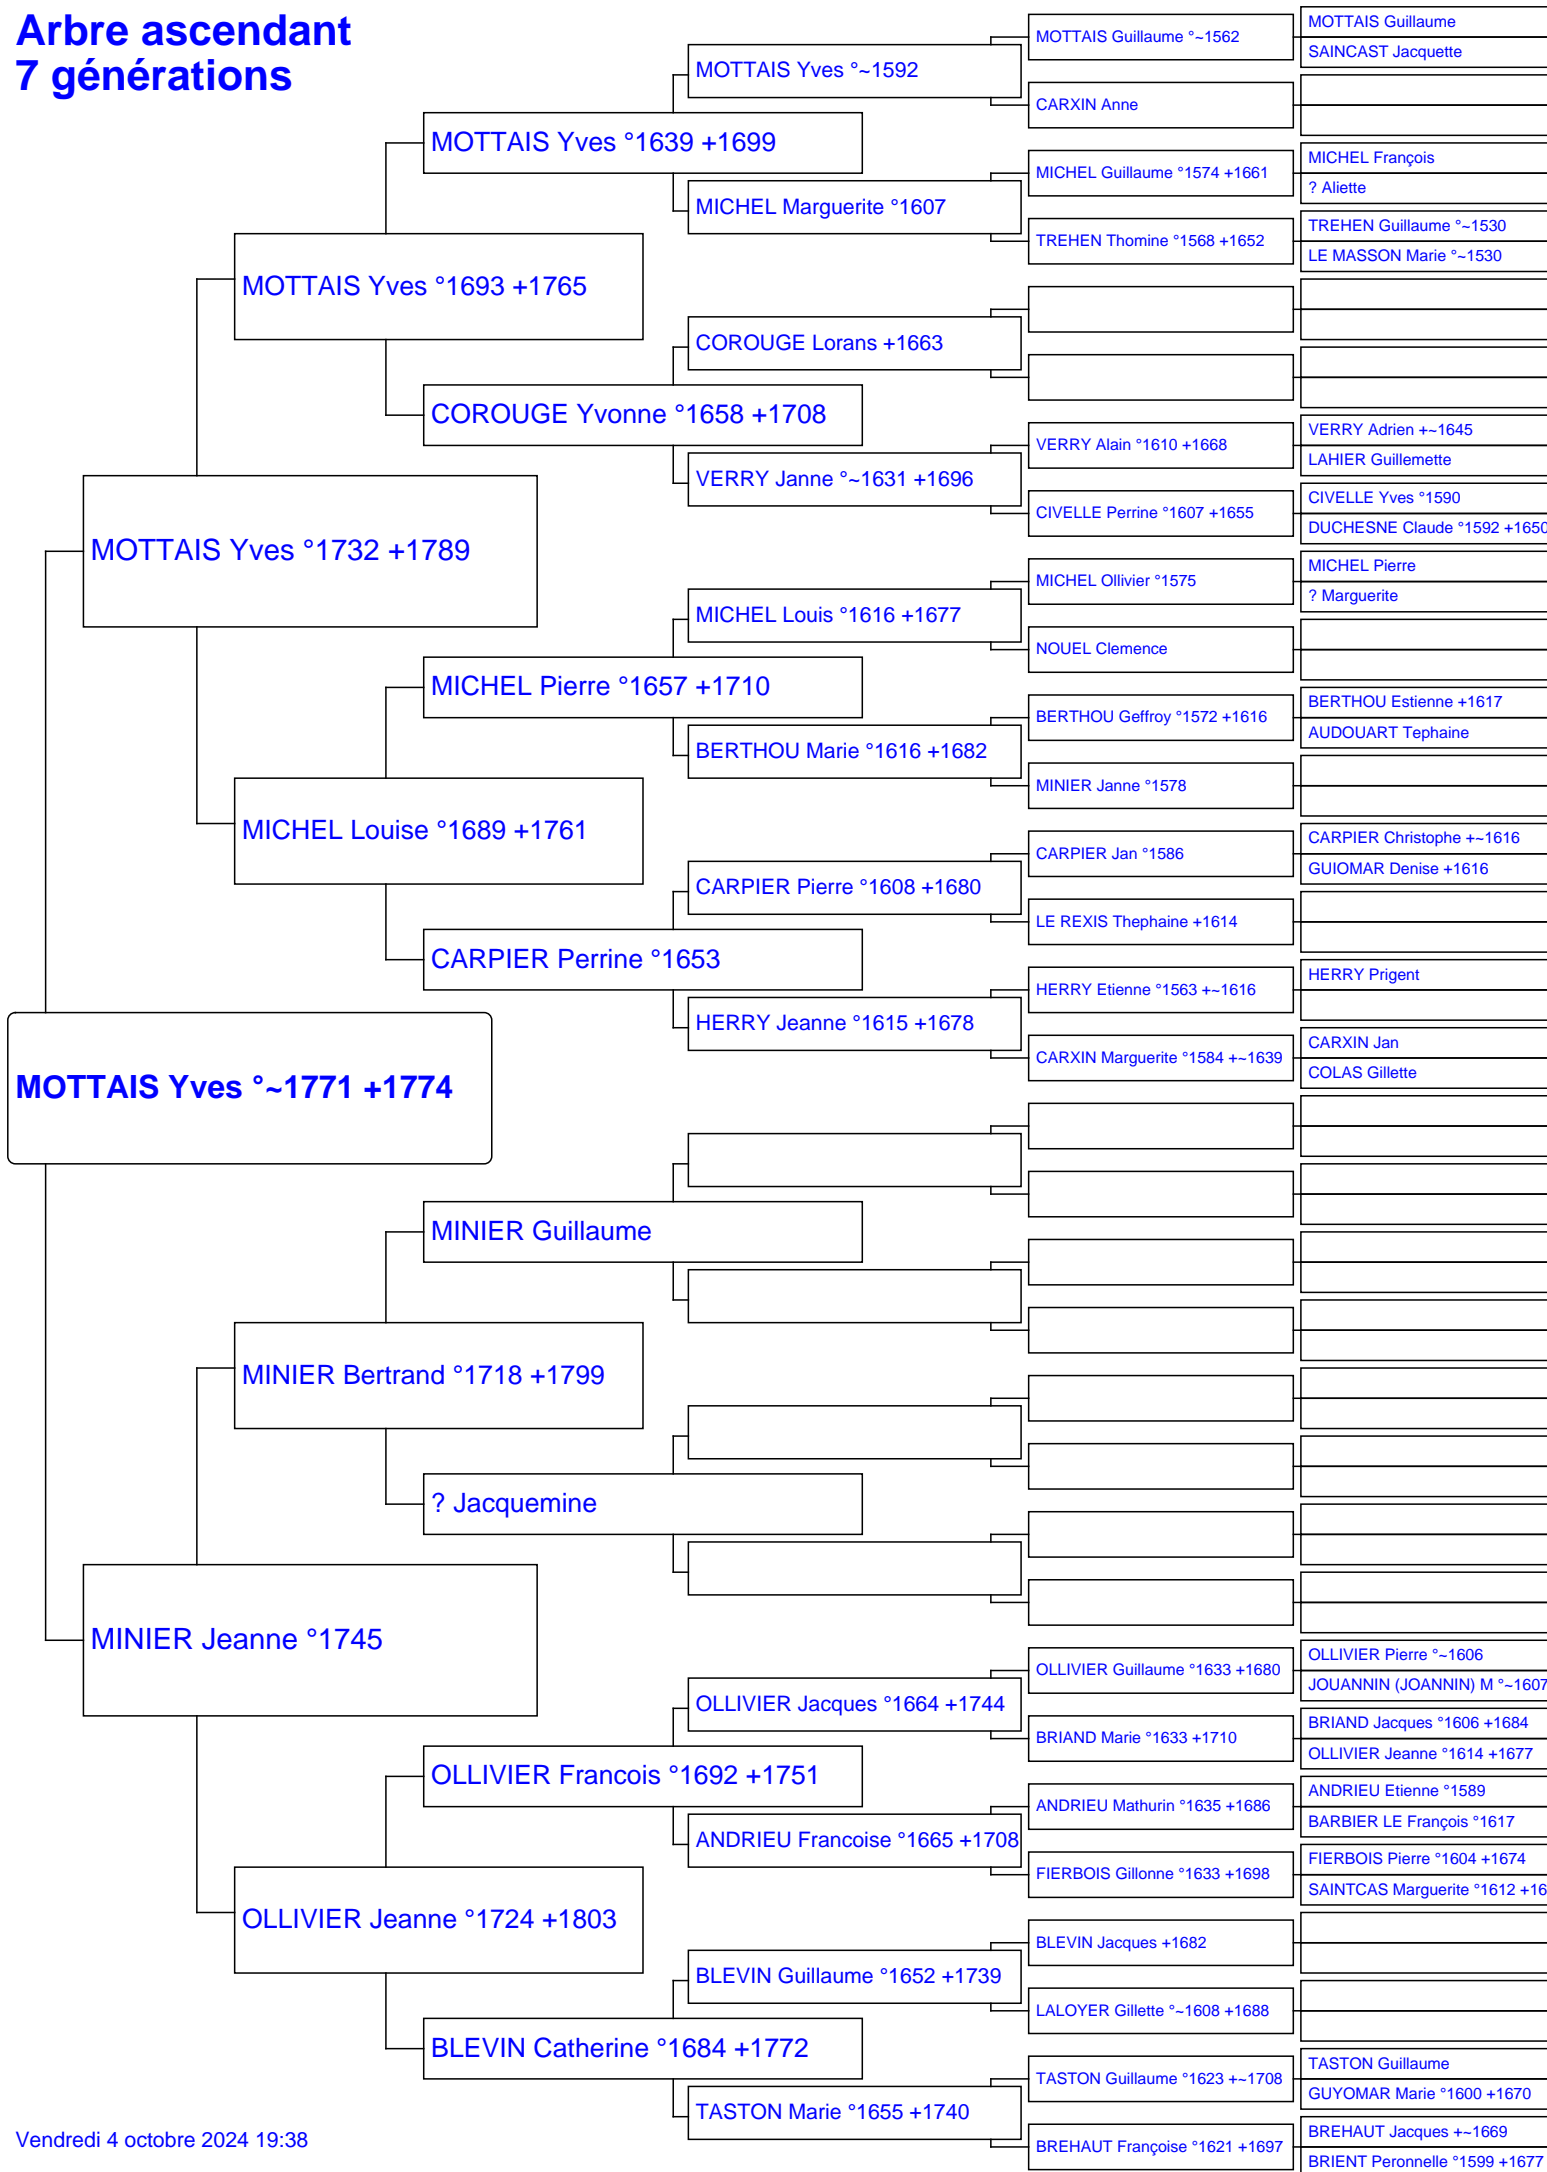 Arbre ascendant
7 générations
MOTTAIS Guillaume
SAINCAST Jacquette
MOTTAIS Guillaume °~1562
MOTTAIS Yves °~1592
CARXIN Anne
MOTTAIS Yves °1639 +1699
MICHEL François
? Aliette
MICHEL Guillaume °1574 +1661
MICHEL Marguerite °1607
TREHEN Guillaume °~1530
LE MASSON Marie °~1530
TREHEN Thomine °1568 +1652
MOTTAIS Yves °1693 +1765
COROUGE Lorans +1663
COROUGE Yvonne °1658 +1708
VERRY Adrien +~1645
LAHIER Guillemette
VERRY Alain °1610 +1668
VERRY Janne °~1631 +1696
CIVELLE Yves °1590
DUCHESNE Claude °1592 +1650
CIVELLE Perrine °1607 +1655
MOTTAIS Yves °1732 +1789
MICHEL Pierre
? Marguerite
MICHEL Ollivier °1575
MICHEL Louis °1616 +1677
NOUEL Clemence
MICHEL Pierre °1657 +1710
BERTHOU Estienne +1617
AUDOUART Tephaine
BERTHOU Geffroy °1572 +1616
BERTHOU Marie °1616 +1682
MINIER Janne °1578
MICHEL Louise °1689 +1761
CARPIER Christophe +~1616
GUIOMAR Denise +1616
CARPIER Jan °1586
CARPIER Pierre °1608 +1680
LE REXIS Thephaine +1614
CARPIER Perrine °1653
HERRY Prigent
HERRY Etienne °1563 +~1616
HERRY Jeanne °1615 +1678
CARXIN Jan
COLAS Gillette
CARXIN Marguerite °1584 +~1639
MOTTAIS Yves °~1771 +1774
MINIER Guillaume
MINIER Bertrand °1718 +1799
? Jacquemine
MINIER Jeanne °1745
OLLIVIER Pierre °~1606
JOUANNIN (JOANNIN) M °~1607
OLLIVIER Guillaume °1633 +1680
OLLIVIER Jacques °1664 +1744
BRIAND Jacques °1606 +1684
OLLIVIER Jeanne °1614 +1677
BRIAND Marie °1633 +1710
OLLIVIER Francois °1692 +1751
ANDRIEU Etienne °1589
BARBIER LE François °1617
ANDRIEU Mathurin °1635 +1686
ANDRIEU Francoise °1665 +1708
FIERBOIS Pierre °1604 +1674
SAINTCAS Marguerite °1612 +16
FIERBOIS Gillonne °1633 +1698
OLLIVIER Jeanne °1724 +1803
BLEVIN Jacques +1682
BLEVIN Guillaume °1652 +1739
LALOYER Gillette °~1608 +1688
BLEVIN Catherine °1684 +1772
TASTON Guillaume
GUYOMAR Marie °1600 +1670
TASTON Guillaume °1623 +~1708
TASTON Marie °1655 +1740
BREHAUT Jacques +~1669
BRIENT Peronnelle °1599 +1677
BREHAUT Françoise °1621 +1697
Vendredi 4 octobre 2024 19:38